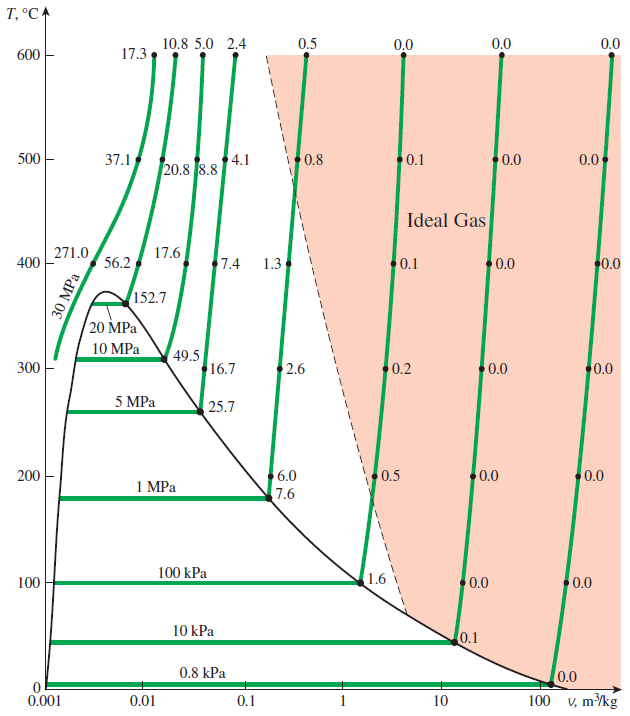 T, °C
17.3 10.8 5.0 2.4 0.5 0.0 0.0 0.0
600
500
37.1 20.8 8.8 4.1 0.8 0.1 0.0 0.0
Ideal Gas
400
271.0 56.2 17.6 7.4 1.3 0.1 0.0 0.0
30 MPa
152.7
20 MPa
10 MPa
49.5
300
16.7 2.6 0.2 0.0 0.0
5 MPa
25.7
200
6.0 0.5 0.0 0.0
1 MPa
7.6
100
100 kPa
1.6 0.0 0.0
10 kPa
0.1
0.8 kPa
0.0
0
0.001 0.01 0.1 1 10 100 v, m³/kg